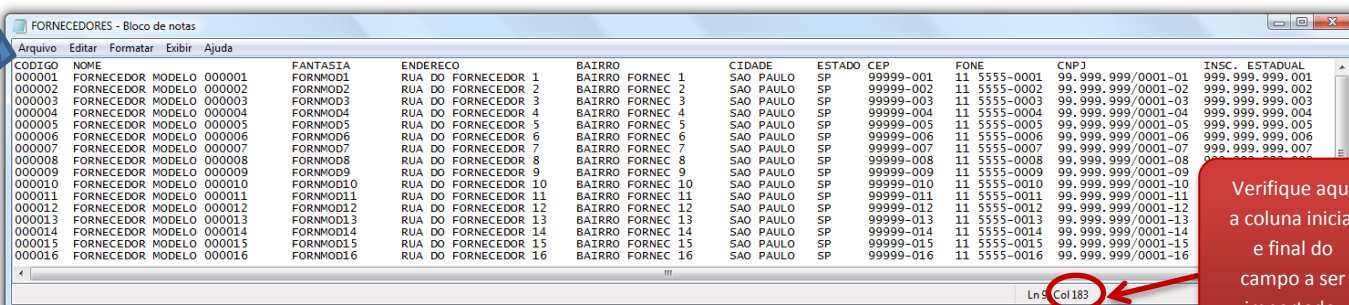 FORNECEDORES - Bloco de notas
Arquivo Editar Formatar Exibir Ajuda
CODIGO NOME FANTASIA ENDERECO BAIRRO CIDADE ESTADO CEP FONE CNPJ INSC. ESTADUAL
000001 FORNECEDOR MODELO 000001 FORNMOD1 RUA DO FORNECEDOR 1 BAIRRO FORNEC 1 SAO PAULO SP 99999-001 11 5555-0001 99.999.999/0001-01 999.999.999.001
000002 FORNECEDOR MODELO 000002 FORNMOD2 RUA DO FORNECEDOR 2 BAIRRO FORNEC 2 SAO PAULO SP 99999-002 11 5555-0002 99.999.999/0001-02 999.999.999.002
000003 FORNECEDOR MODELO 000003 FORNMOD3 RUA DO FORNECEDOR 3 BAIRRO FORNEC 3 SAO PAULO SP 99999-003 11 5555-0003 99.999.999/0001-03 999.999.999.003
000004 FORNECEDOR MODELO 000004 FORNMOD4 RUA DO FORNECEDOR 4 BAIRRO FORNEC 4 SAO PAULO SP 99999-004 11 5555-0004 99.999.999/0001-04 999.999.999.004
000005 FORNECEDOR MODELO 000005 FORNMOD5 RUA DO FORNECEDOR 5 BAIRRO FORNEC 5 SAO PAULO SP 99999-005 11 5555-0005 99.999.999/0001-05 999.999.999.005
000006 FORNECEDOR MODELO 000006 FORNMOD6 RUA DO FORNECEDOR 6 BAIRRO FORNEC 6 SAO PAULO SP 99999-006 11 5555-0006 99.999.999/0001-06 999.999.999.006
000007 FORNECEDOR MODELO 000007 FORNMOD7 RUA DO FORNECEDOR 7 BAIRRO FORNEC 7 SAO PAULO SP 99999-007 11 5555-0007 99.999.999/0001-07 999.999.999.007
000008 FORNECEDOR MODELO 000008 FORNMOD8 RUA DO FORNECEDOR 8 BAIRRO FORNEC 8 SAO PAULO SP 99999-008 11 5555-0008 99.999.999/0001-08
000009 FORNECEDOR MODELO 000009 FORNMOD9 RUA DO FORNECEDOR 9 BAIRRO FORNEC 9 SAO PAULO SP 99999-009 11 5555-0009 99.999.999/0001-09
000010 FORNECEDOR MODELO 000010 FORNMOD10 RUA DO FORNECEDOR 10 BAIRRO FORNEC 10 SAO PAULO SP 99999-010 11 5555-0010 99.999.999/0001-10
000011 FORNECEDOR MODELO 000011 FORNMOD11 RUA DO FORNECEDOR 11 BAIRRO FORNEC 11 SAO PAULO SP 99999-011 11 5555-0011 99.999.999/0001-11
000012 FORNECEDOR MODELO 000012 FORNMOD12 RUA DO FORNECEDOR 12 BAIRRO FORNEC 12 SAO PAULO SP 99999-012 11 5555-0012 99.999.999/0001-12
000013 FORNECEDOR MODELO 000013 FORNMOD13 RUA DO FORNECEDOR 13 BAIRRO FORNEC 13 SAO PAULO SP 99999-013 11 5555-0013 99.999.999/0001-13
000014 FORNECEDOR MODELO 000014 FORNMOD14 RUA DO FORNECEDOR 14 BAIRRO FORNEC 14 SAO PAULO SP 99999-014 11 5555-0014 99.999.999/0001-14
000015 FORNECEDOR MODELO 000015 FORNMOD15 RUA DO FORNECEDOR 15 BAIRRO FORNEC 15 SAO PAULO SP 99999-015 11 5555-0015 99.999.999/0001-15
000016 FORNECEDOR MODELO 000016 FORNMOD16 RUA DO FORNECEDOR 16 BAIRRO FORNEC 16 SAO PAULO SP 99999-016 11 5555-0016 99.999.999/0001-16
Verifique aqu
a coluna inicia
e final do
campo a ser
Ln 9, Col 183